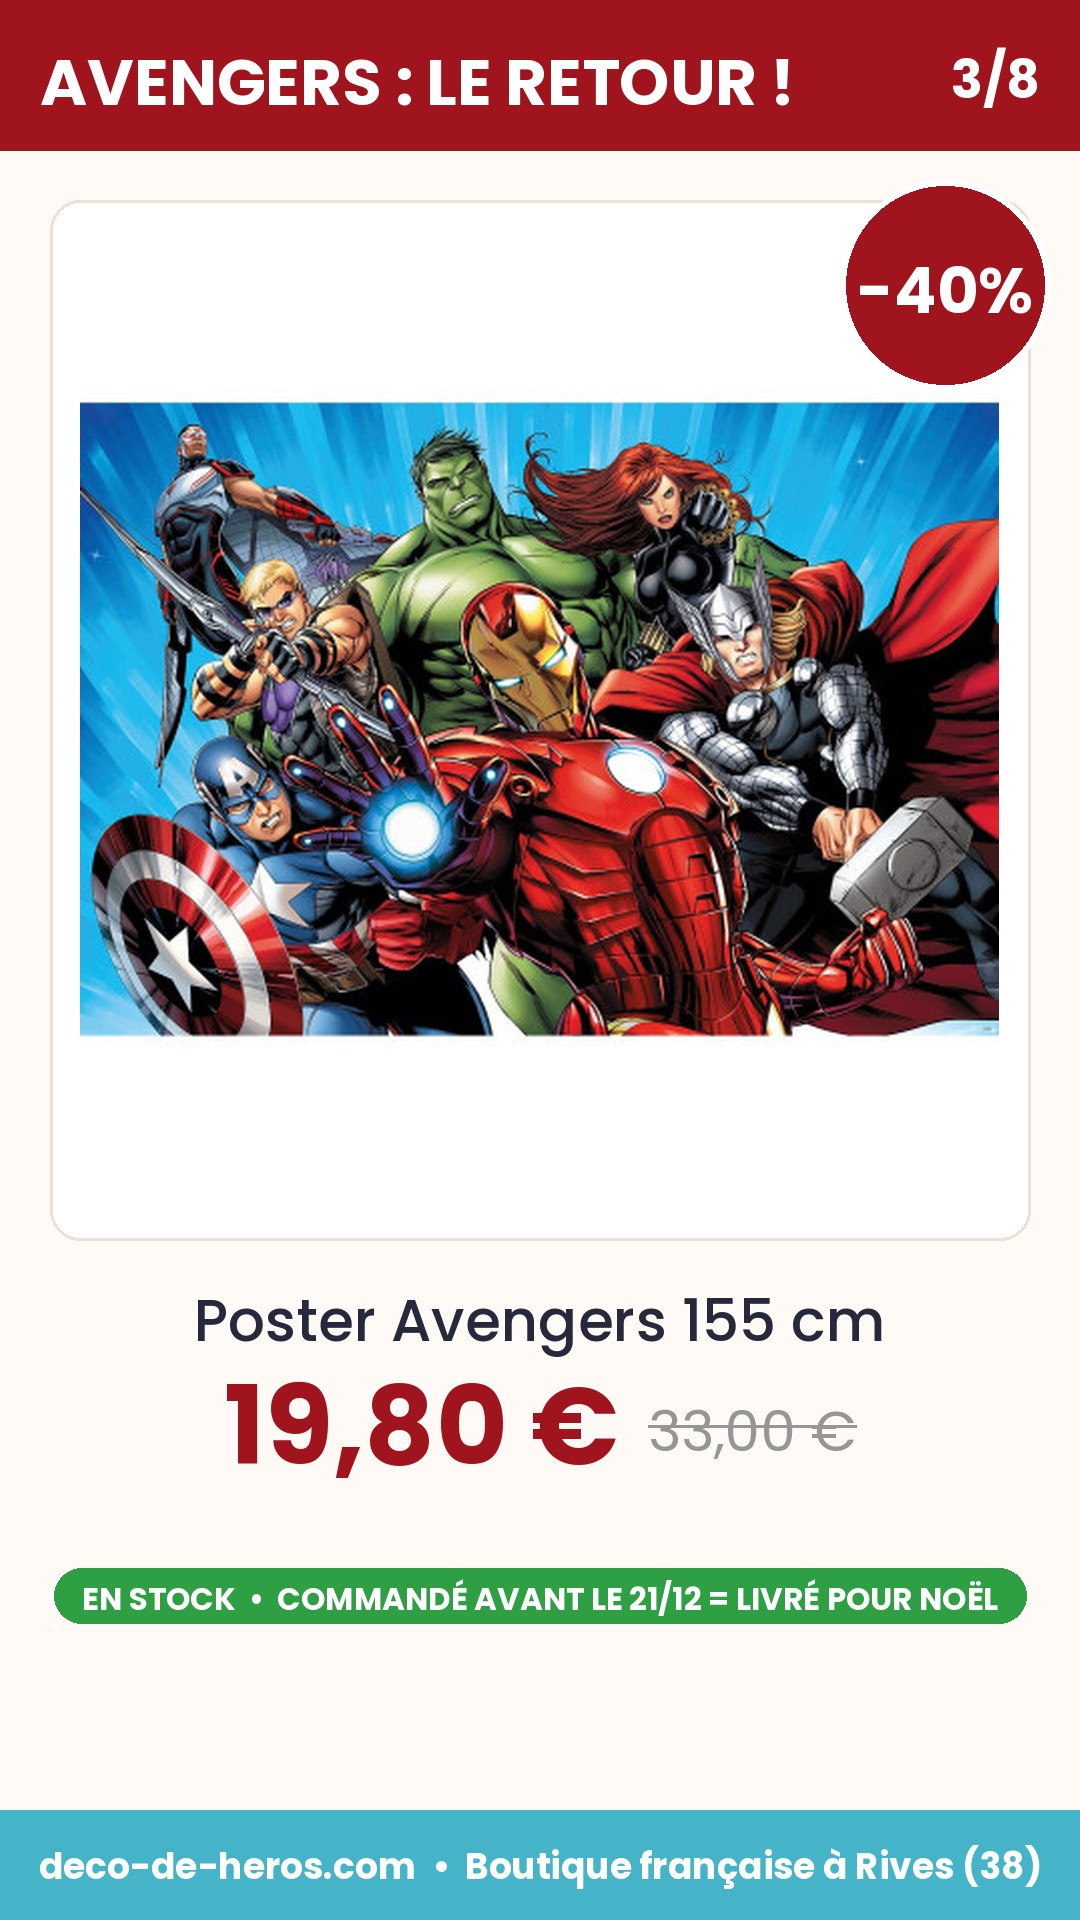 AVENGERS : LE RETOUR !
3/8
-40%
Poster Avengers 155 cm
19,80 € 33,00 €
EN STOCK • COMMANDÉ AVANT LE 21/12 = LIVRÉ POUR NOËL
deco-de-heros.com • Boutique française à Rives (38)